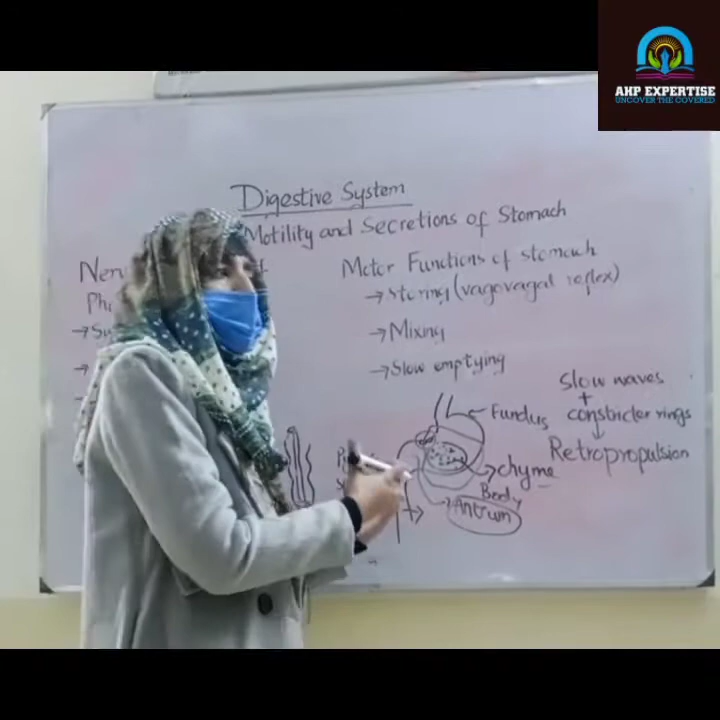 AHP EXPERTISE
UNCOVER THE COVERED
Digestive System
Motility and Secretions of Stomach
Motor Functions of stomach
→ Storing (vagovagal reflex)
→ Mixing
→ Slow emptying
Slow waves
+
constrictor rings
↓
Retropropulsion
Fundus
chyme
Body
Antrum